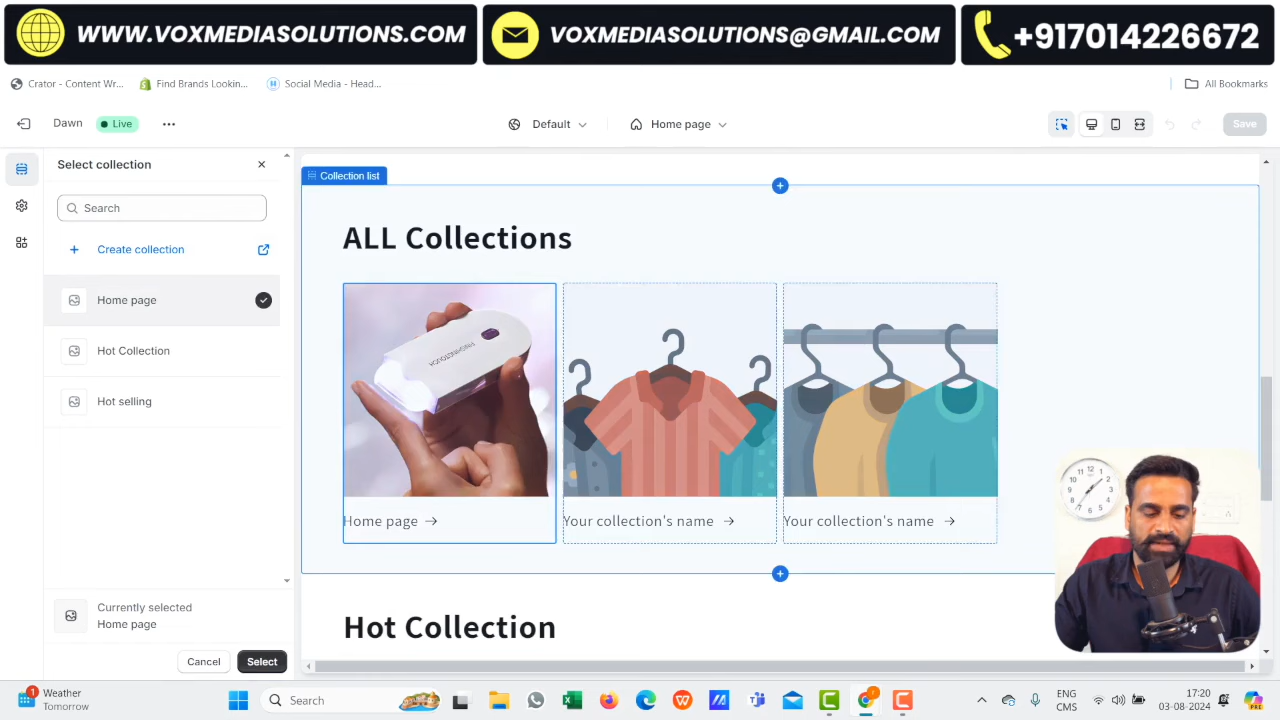 WWW.VOXMEDIASOLUTIONS.COM
VOXMEDIASOLUTIONS@GMAIL.COM
+917014226672
Crator - Content Wr...
Find Brands Lookin...
Social Media - Head...
All Bookmarks
Dawn
Live
Default
Home page
Save
Select collection
Search
Create collection
Home page
Hot Collection
Hot selling
Currently selected
Home page
Cancel
Select
Collection list
ALL Collections
Home page →
Your collection's name →
Your collection's name →
Hot Collection
1
Weather
Tomorrow
Search
ENG
CMS
17:20
03-08-2024